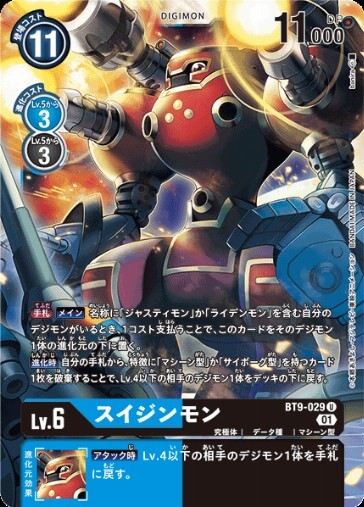 登場コスト
DIGIMON
11
11000
DP
進化コスト
Lv.5から
3
Lv.5から
3
手札 メイン 名称に「ジャスティモン」か「ライデンモン」を含む自分の
デジモンがいるとき、1コスト支払うことで、このカードをそのデジモン
1体の進化元の下に置く。
進化時 自分の手札から、特徴に「マシーン型」か「サイボーグ型」を持つカード
1枚を破棄することで、Lv.4以下の相手のデジモン1体をデッキの下に戻す。
BT9-029 U
01
Lv.6 スイジンモン
究極体 データ種 マシーン型
進化元効果
アタック時 Lv.4以下の相手のデジモン1体を手札
に戻す。